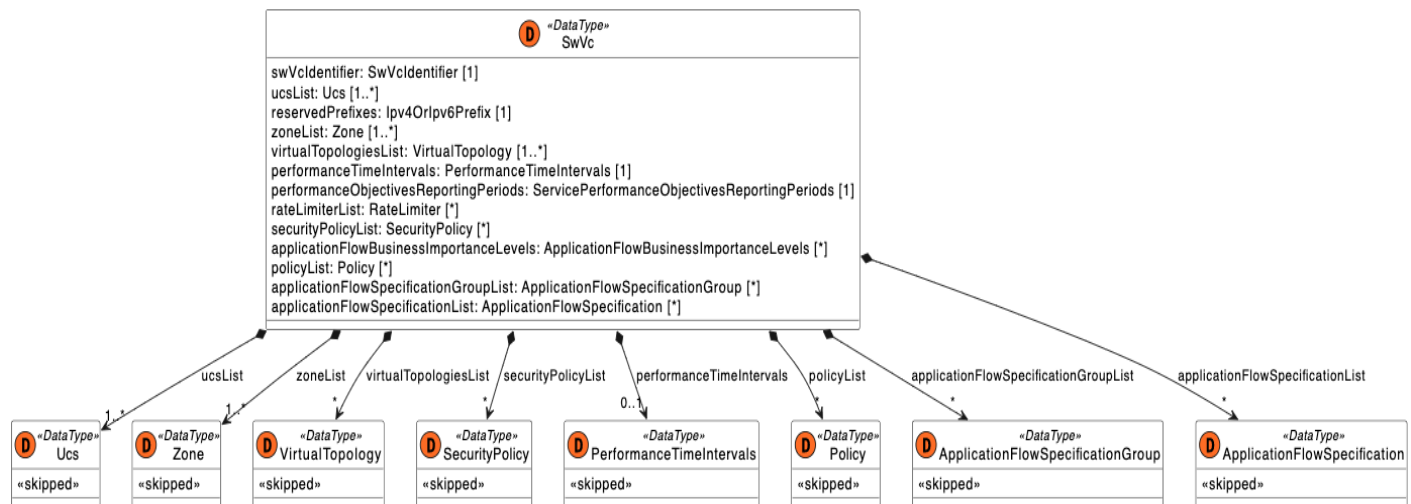 D «DataType»
SwVc
swVcIdentifier: SwVcIdentifier [1]
ucsList: Ucs [1..*]
reservedPrefixes: Ipv4OrIpv6Prefix [1]
zoneList: Zone [1..*]
virtualTopologiesList: VirtualTopology [1..*]
performanceTimeIntervals: PerformanceTimeIntervals [1]
performanceObjectivesReportingPeriods: ServicePerformanceObjectivesReportingPeriods [1]
rateLimiterList: RateLimiter [*]
securityPolicyList: SecurityPolicy [*]
applicationFlowBusinessImportanceLevels: ApplicationFlowBusinessImportanceLevels [*]
policyList: Policy [*]
applicationFlowSpecificationGroupList: ApplicationFlowSpecificationGroup [*]
applicationFlowSpecificationList: ApplicationFlowSpecification [*]
ucsList zoneList virtualTopologiesList securityPolicyList performanceTimeIntervals policyList applicationFlowSpecificationGroupList applicationFlowSpecificationList
1..* 1..* * * 0..1 * * *
D «DataType» D «DataType» D «DataType» D «DataType» D «DataType» D «DataType» D «DataType» D «DataType»
Ucs Zone VirtualTopology SecurityPolicy PerformanceTimeIntervals Policy ApplicationFlowSpecificationGroup ApplicationFlowSpecification
«skipped» «skipped» «skipped» «skipped» «skipped» «skipped» «skipped» «skipped»